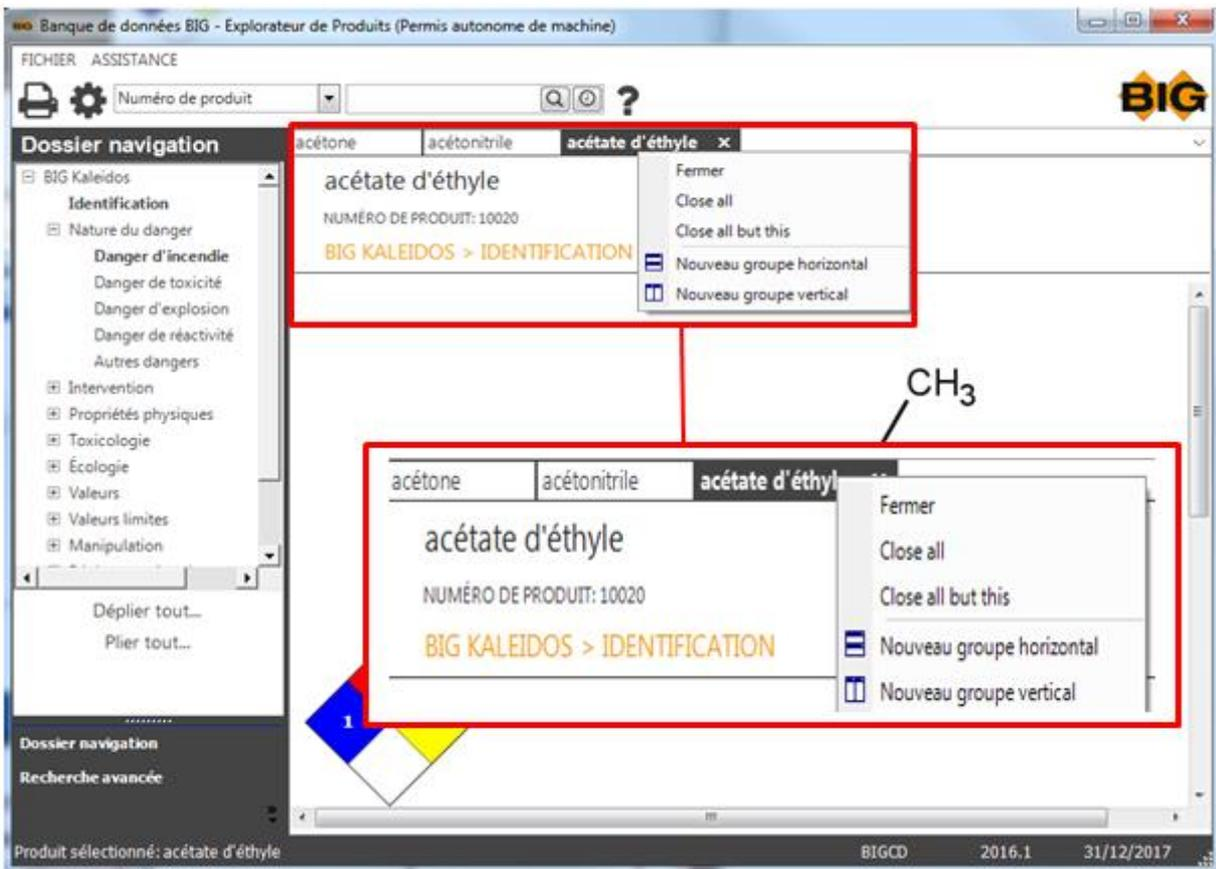 BIG Banque de données BIG - Explorateur de Produits (Permis autonome de machine)
FICHIER ASSISTANCE
Numéro de produit
?
BIG
Dossier navigation
BIG Kaleidos
Identification
Nature du danger
Danger d'incendie
Danger de toxicité
Danger d'explosion
Danger de réactivité
Autres dangers
Intervention
Propriétés physiques
Toxicologie
Écologie
Valeurs
Valeurs limites
Manipulation
Déplier tout...
Plier tout...
Dossier navigation
Recherche avancée
acétone acétonitrile acétate d'éthyle ×
acétate d'éthyle
NUMÉRO DE PRODUIT: 10020
BIG KALEIDOS > IDENTIFICATION
Fermer
Close all
Close all but this
Nouveau groupe horizontal
Nouveau groupe vertical
CH3
acétone acétonitrile acétate d'éthyl
acétate d'éthyle
NUMÉRO DE PRODUIT: 10020
BIG KALEIDOS > IDENTIFICATION
Fermer
Close all
Close all but this
Nouveau groupe horizontal
Nouveau groupe vertical
1
Produit sélectionné: acétate d'éthyle BIGCD 2016.1 31/12/2017